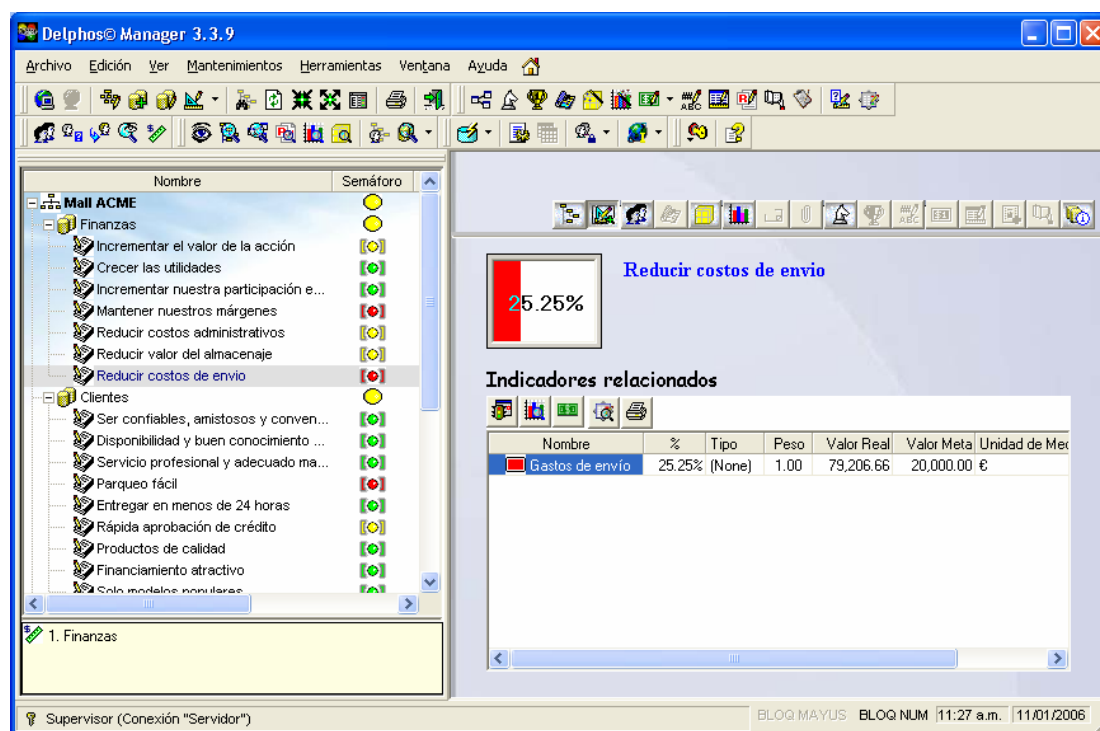 Delphos© Manager 3.3.9
Archivo Edición Ver Mantenimientos Herramientas Ventana Ayuda
Nombre Semáforo
Mall ACME
Finanzas
Incrementar el valor de la acción
Crecer las utilidades
Incrementar nuestra participación e...
Mantener nuestros márgenes
Reducir costos administrativos
Reducir valor del almacenaje
Reducir costos de envio
Clientes
Ser confiables, amistosos y conven...
Disponibilidad y buen conocimiento ...
Servicio profesional y adecuado ma...
Parqueo fácil
Entregar en menos de 24 horas
Rápida aprobación de crédito
Productos de calidad
Financiamiento atractivo
Solo modelos populares
1. Finanzas
25.25%
Reducir costos de envio
Indicadores relacionados
Nombre % Tipo Peso Valor Real Valor Meta Unidad de Mec
Gastos de envío 25.25% (None) 1.00 79,206.66 20,000.00 €
Supervisor (Conexión "Servidor") BLOQ MAYUS BLOQ NUM 11:27 a.m. 11/01/2006